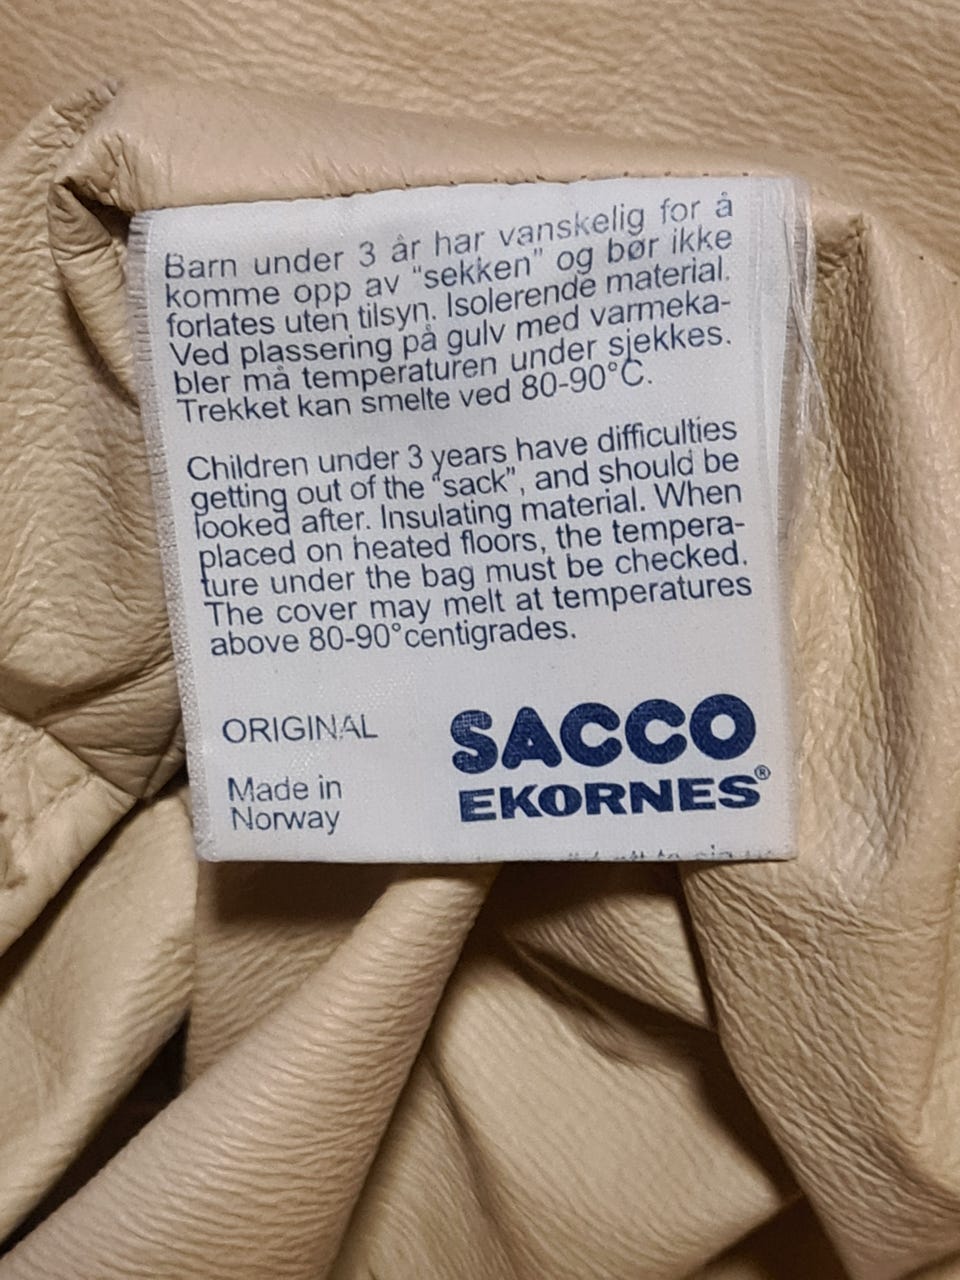 Barn under 3 år har vanskelig for å
komme opp av "sekken" og bør ikke
forlates uten tilsyn. Isolerende material.
Ved plassering på gulv med varmeka-
bler må temperaturen under sjekkes.
Trekket kan smelte ved 80-90°C.
Children under 3 years have difficulties
getting out of the "sack", and should be
looked after. Insulating material. When
placed on heated floors, the tempera-
ture under the bag must be checked.
The cover may melt at temperatures
above 80-90°centigrades.
ORIGINAL
Made in
Norway
SACCO
EKORNES®